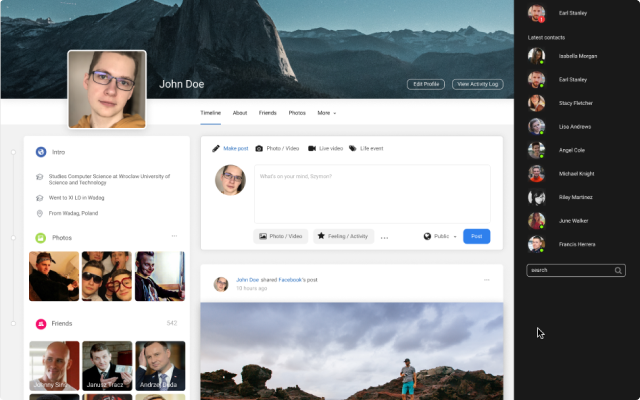 John Doe
Edit Profile
View Activity Log
Timeline
About
Friends
Photos
More
Intro
Studies Computer Science at Wroclaw University of
Science and Technology
Went to XI LO in Wadąg
From Wadąg, Poland
Photos
Friends
542
Johnny Sins
Janusz Tracz
Andrzej Duda
Make post
Photo / Video
Live video
Life event
What's on your mind, Szymon?
Photo / Video
Feeling / Activity
Public
Post
John Doe shared Facebook's post
10 hours ago
Earl Stanley
Latest contacts
Isabella Morgan
Earl Stanley
Stacy Fletcher
Lisa Andrews
Angel Cole
Michael Knight
Riley Martinez
June Walker
Francis Herrera
search